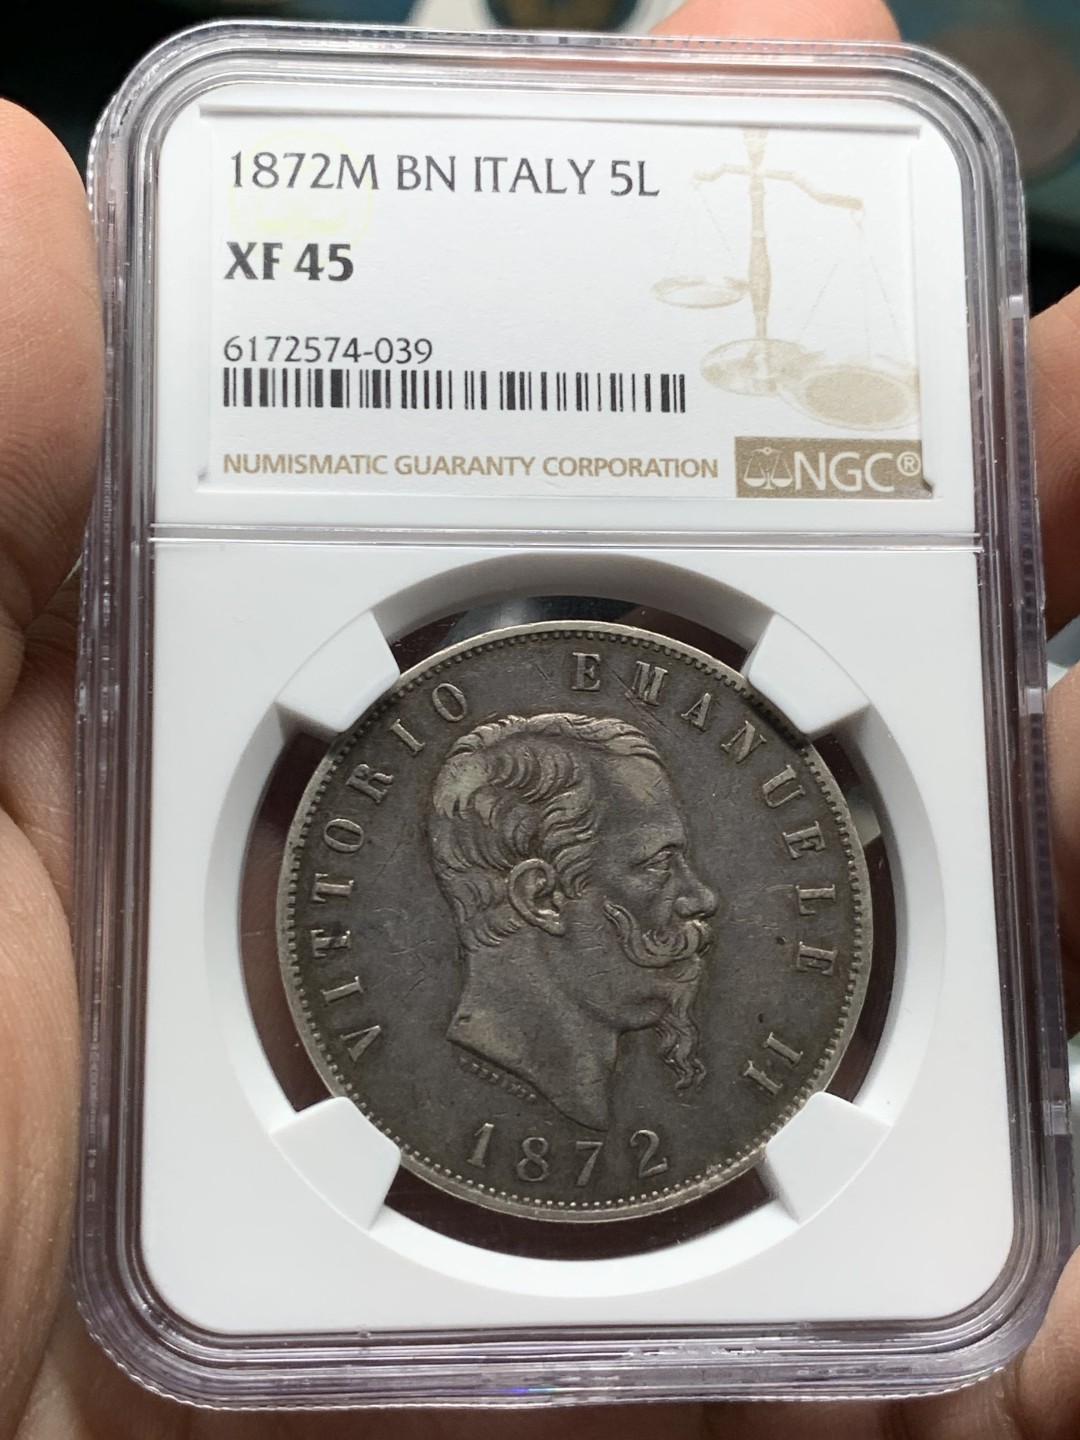 1872M BN ITALY 5L
XF 45
6172574-039
NUMISMATIC GUARANTY CORPORATION
NGC®
VITTORIO EMANUELE II
1872